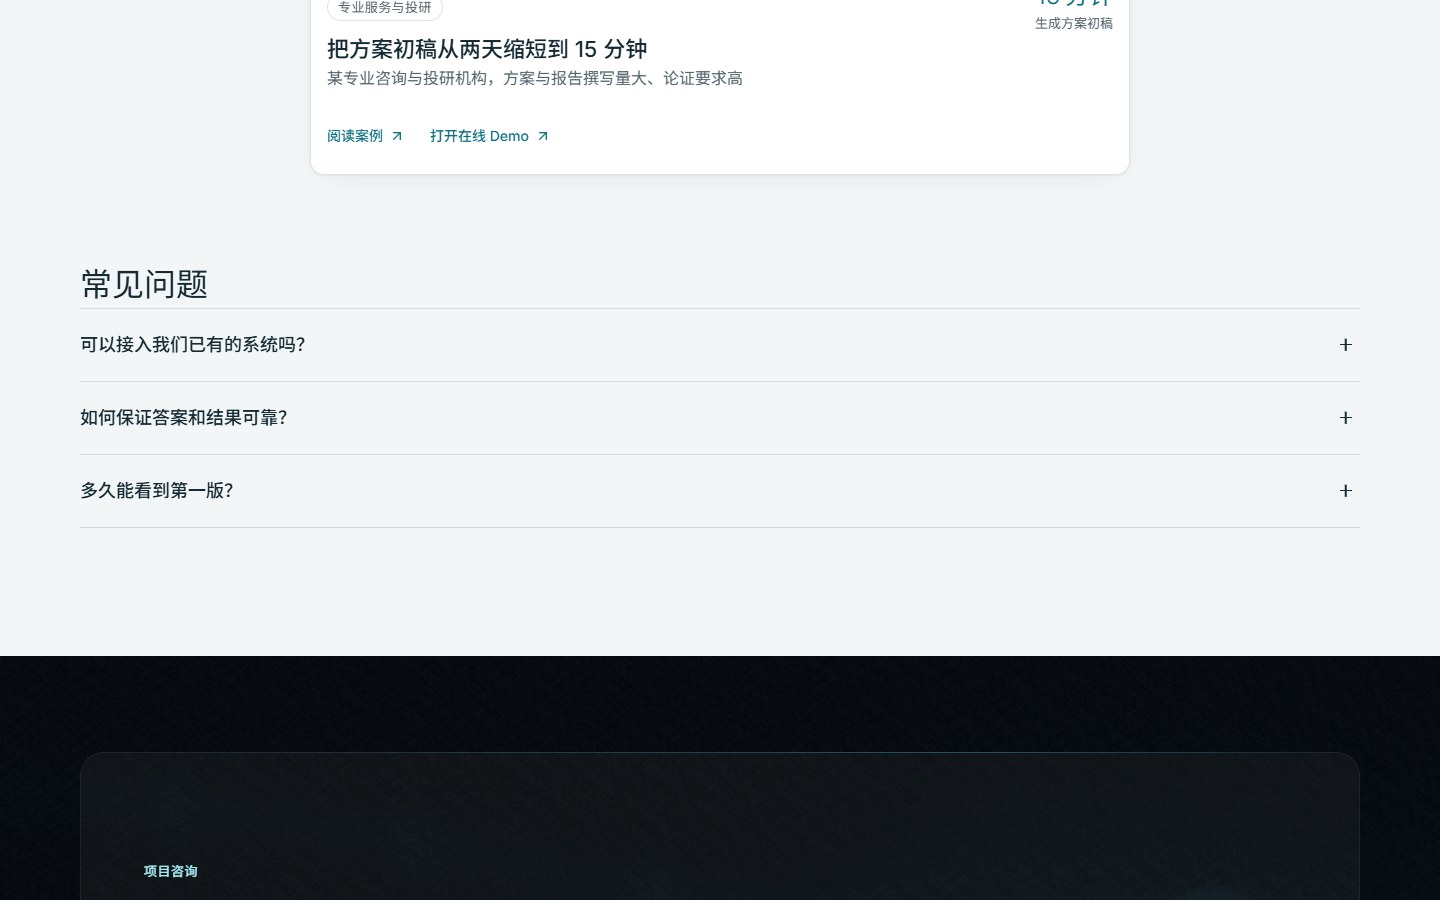 专业服务与投研
生成方案初稿
把方案初稿从两天缩短到 15 分钟
某专业咨询与投研机构，方案与报告撰写量大、论证要求高
阅读案例
打开在线 Demo
常见问题
可以接入我们已有的系统吗？
如何保证答案和结果可靠？
多久能看到第一版？
项目咨询